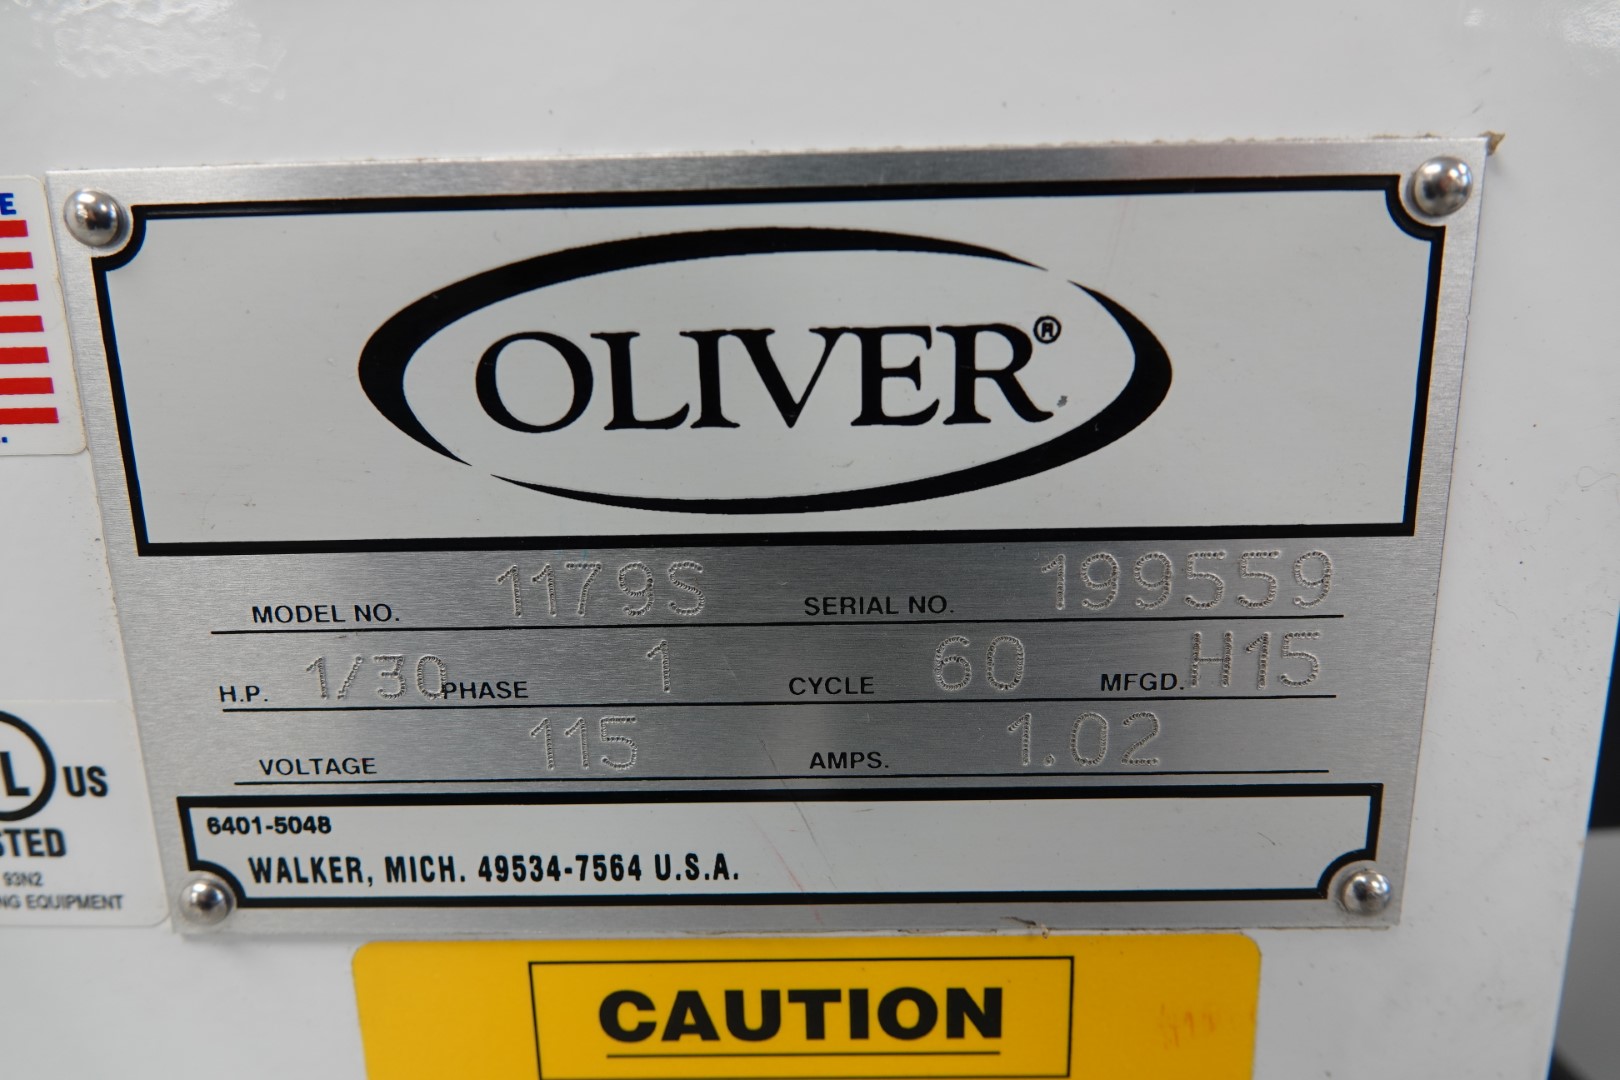 OLIVER®
MODEL NO. 1179S SERIAL NO. 199559
H.P. 1/30 PHASE 1 CYCLE 60 MFGD. H15
VOLTAGE 115 AMPS. 1.02
6401-5048
WALKER, MICH. 49534-7564 U.S.A.
E
L US
STED
93N2
NG EQUIPMENT
CAUTION